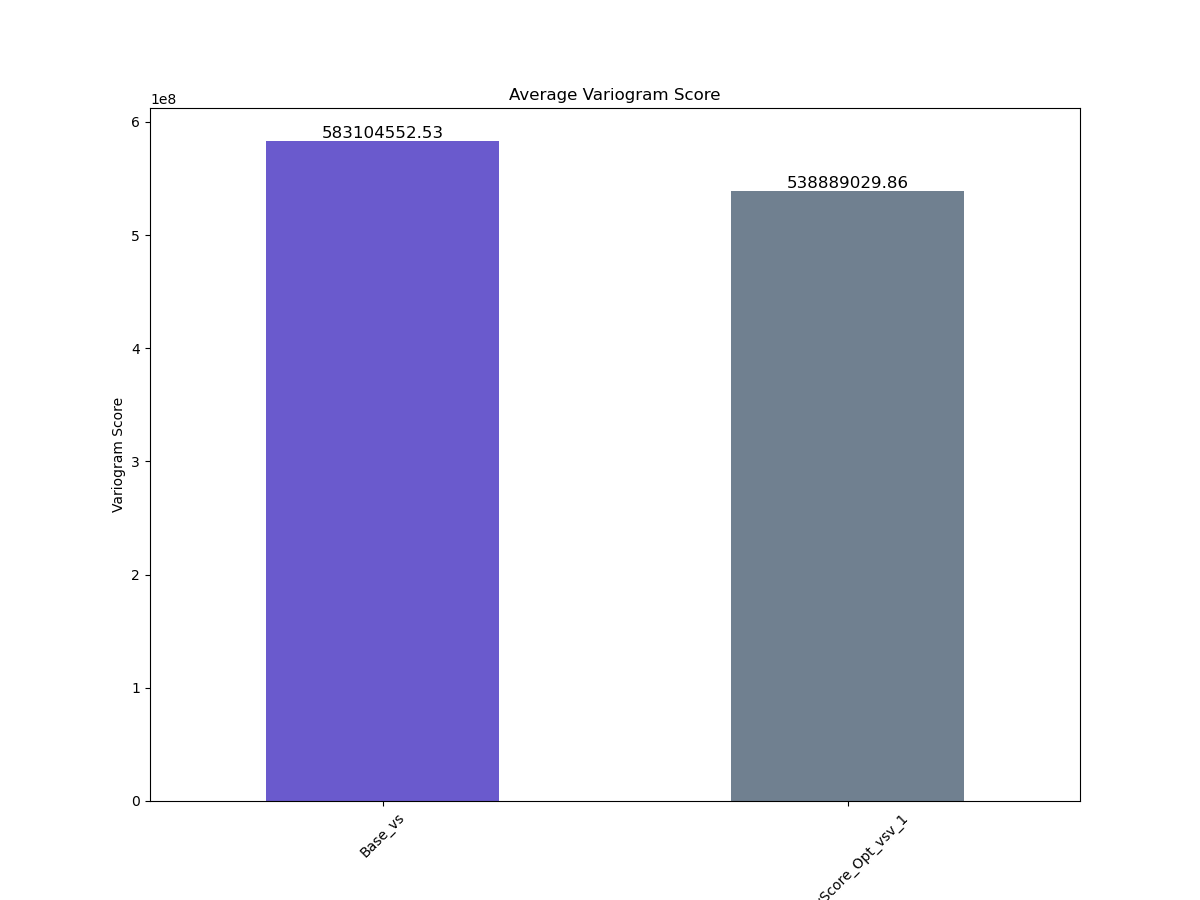 Average Variogram Score
1e8
6
5
4
3
2
1
0
Variogram Score
583104552.53
538889029.86
Base_vs
Score_Opt_vsv_1